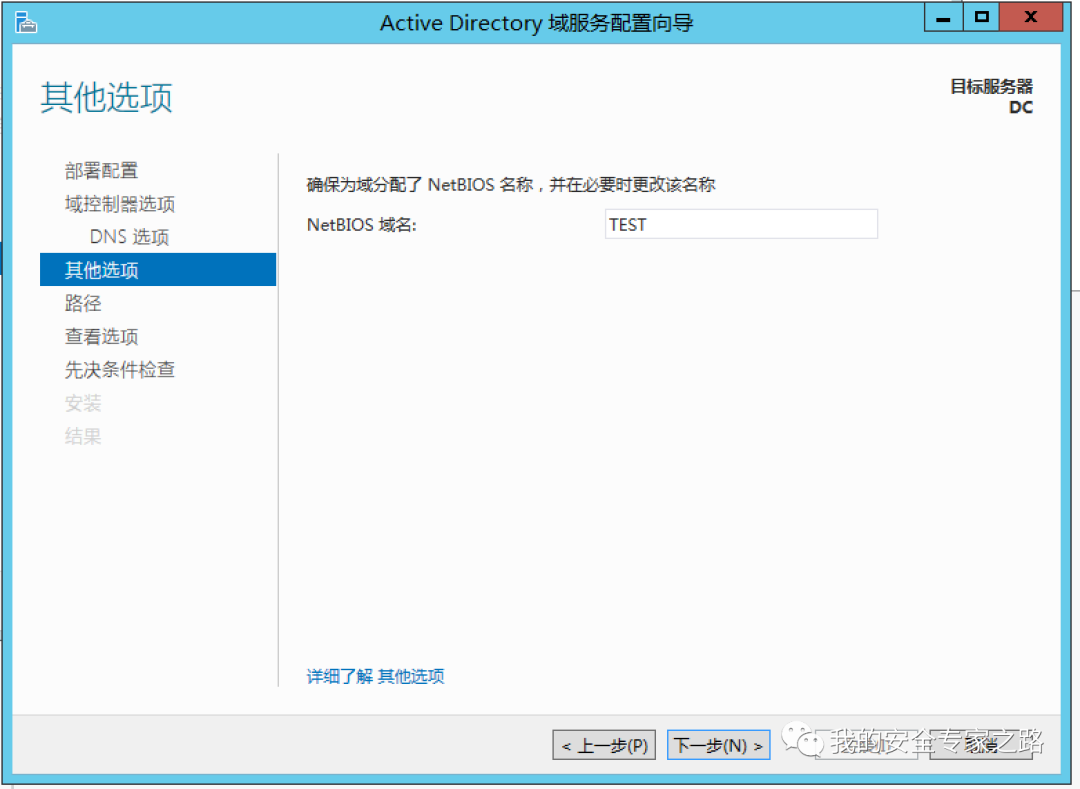 Active Directory 域服务配置向导
其他选项
目标服务器
DC
部署配置
域控制器选项
DNS 选项
其他选项
路径
查看选项
先决条件检查
安装
结果
确保为域分配了 NetBIOS 名称，并在必要时更改该名称
NetBIOS 域名:
TEST
详细了解 其他选项
< 上一步(P)
下一步(N) >
我的安全专家之路